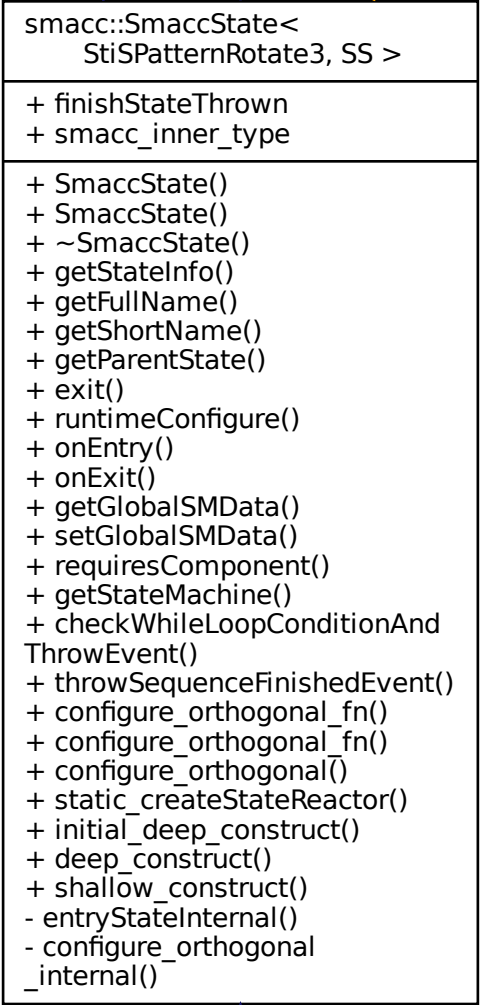 smacc::SmaccState<
StiSPatternRotate3, SS >
+ finishStateThrown
+ smacc_inner_type
+ SmaccState()
+ SmaccState()
+ ~SmaccState()
+ getStateInfo()
+ getFullName()
+ getShortName()
+ getParentState()
+ exit()
+ runtimeConfigure()
+ onEntry()
+ onExit()
+ getGlobalSMData()
+ setGlobalSMData()
+ requiresComponent()
+ getStateMachine()
+ checkWhileLoopConditionAnd
ThrowEvent()
+ throwSequenceFinishedEvent()
+ configure_orthogonal_fn()
+ configure_orthogonal_fn()
+ configure_orthogonal()
+ static_createStateReactor()
+ initial_deep_construct()
+ deep_construct()
+ shallow_construct()
- entryStateInternal()
- configure_orthogonal
_internal()